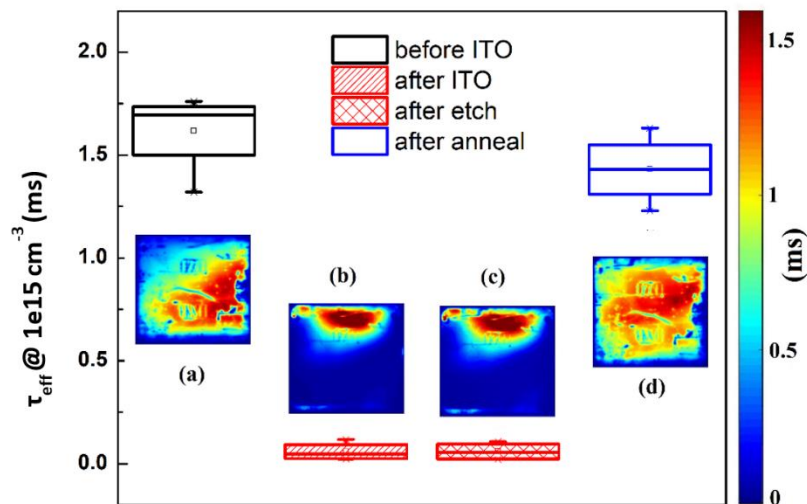 2.0
1.5
1.0
0.5
0.0
τeff @ 1e15 cm-3 (ms)
before ITO
after ITO
after etch
after anneal
(a)
(b)
(c)
(d)
1.5
1
0.5
0
(ms)